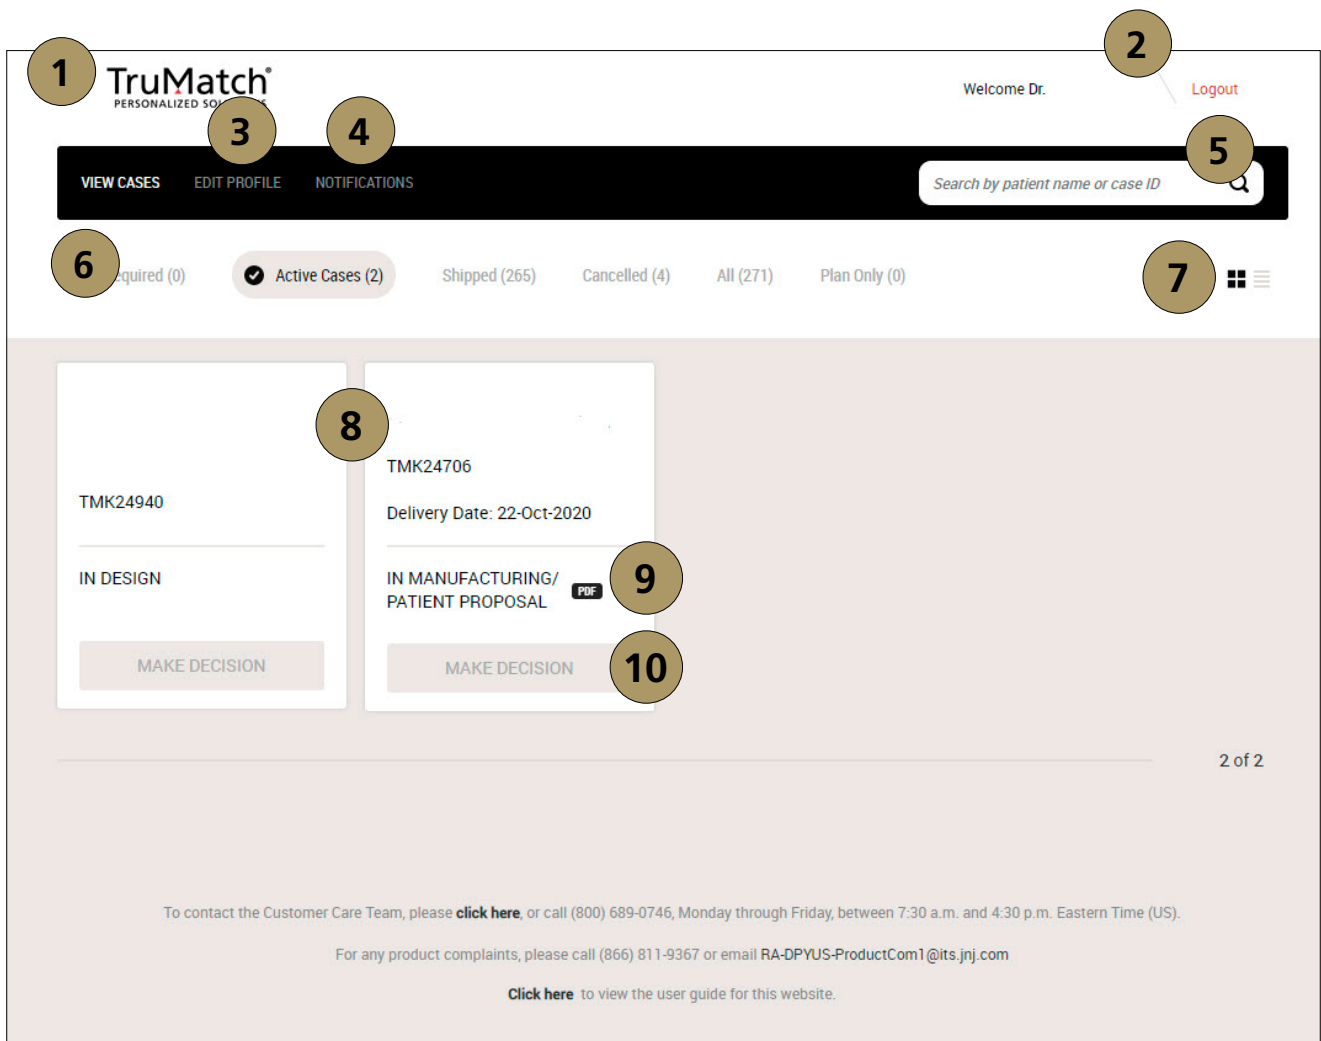 2
1
TruMatch®
PERSONALIZED
Welcome Dr.
Logout
3
4
5
VIEW CASES EDIT PROFILE NOTIFICATIONS
Search by patient name or case ID
6
equired (0) Active Cases (2) Shipped (265) Cancelled (4) All (271) Plan Only (0)
7
8
TMK24940
IN DESIGN
MAKE DECISION
TMK24706
Delivery Date: 22-Oct-2020
IN MANUFACTURING/
PATIENT PROPOSAL
PDF
9
MAKE DECISION
10
2 of 2
To contact the Customer Care Team, please click here, or call (800) 689-0746, Monday through Friday, between 7:30 a.m. and 4:30 p.m. Eastern Time (US).
For any product complaints, please call (866) 811-9367 or email RA-DPYUS-ProductCom1@its.jnj.com
Click here to view the user guide for this website.